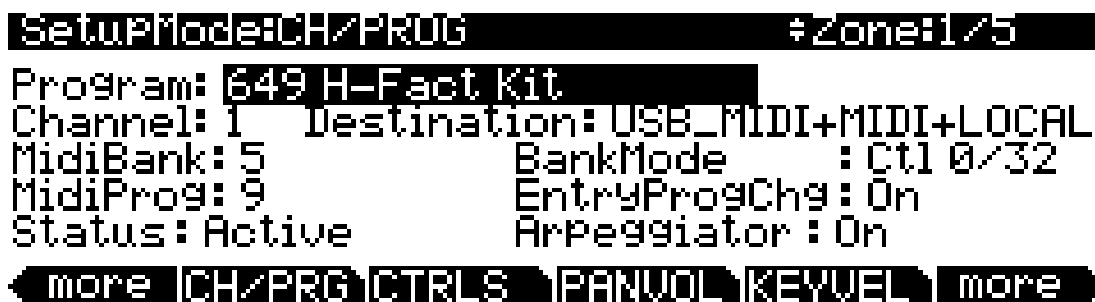 SetupMode:CH/PROG ÷Zone:1/5
Program: 649 H-Fact Kit
Channel: 1 Destination: USB_MIDI+MIDI+LOCAL
MidiBank: 5 BankMode : Ctl 0/32
MidiProg: 9 EntryProgChg: On
Status: Active Arpeggiator: On
more CH/PRG CTRLS PANVOL KEYVEL more